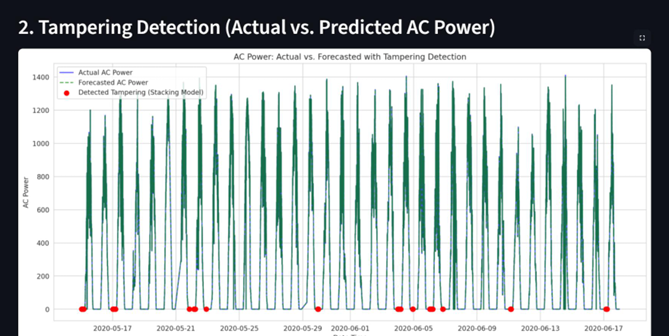 2. Tampering Detection (Actual vs. Predicted AC Power)
AC Power: Actual vs. Forecasted with Tampering Detection
Actual AC Power
Forecasted AC Power
Detected Tampering (Stacking Model)
AC Power
1400
1200
1000
800
600
400
200
0
2020-05-17 2020-05-21 2020-05-25 2020-05-29 2020-06-01 2020-06-05 2020-06-09 2020-06-13 2020-06-17